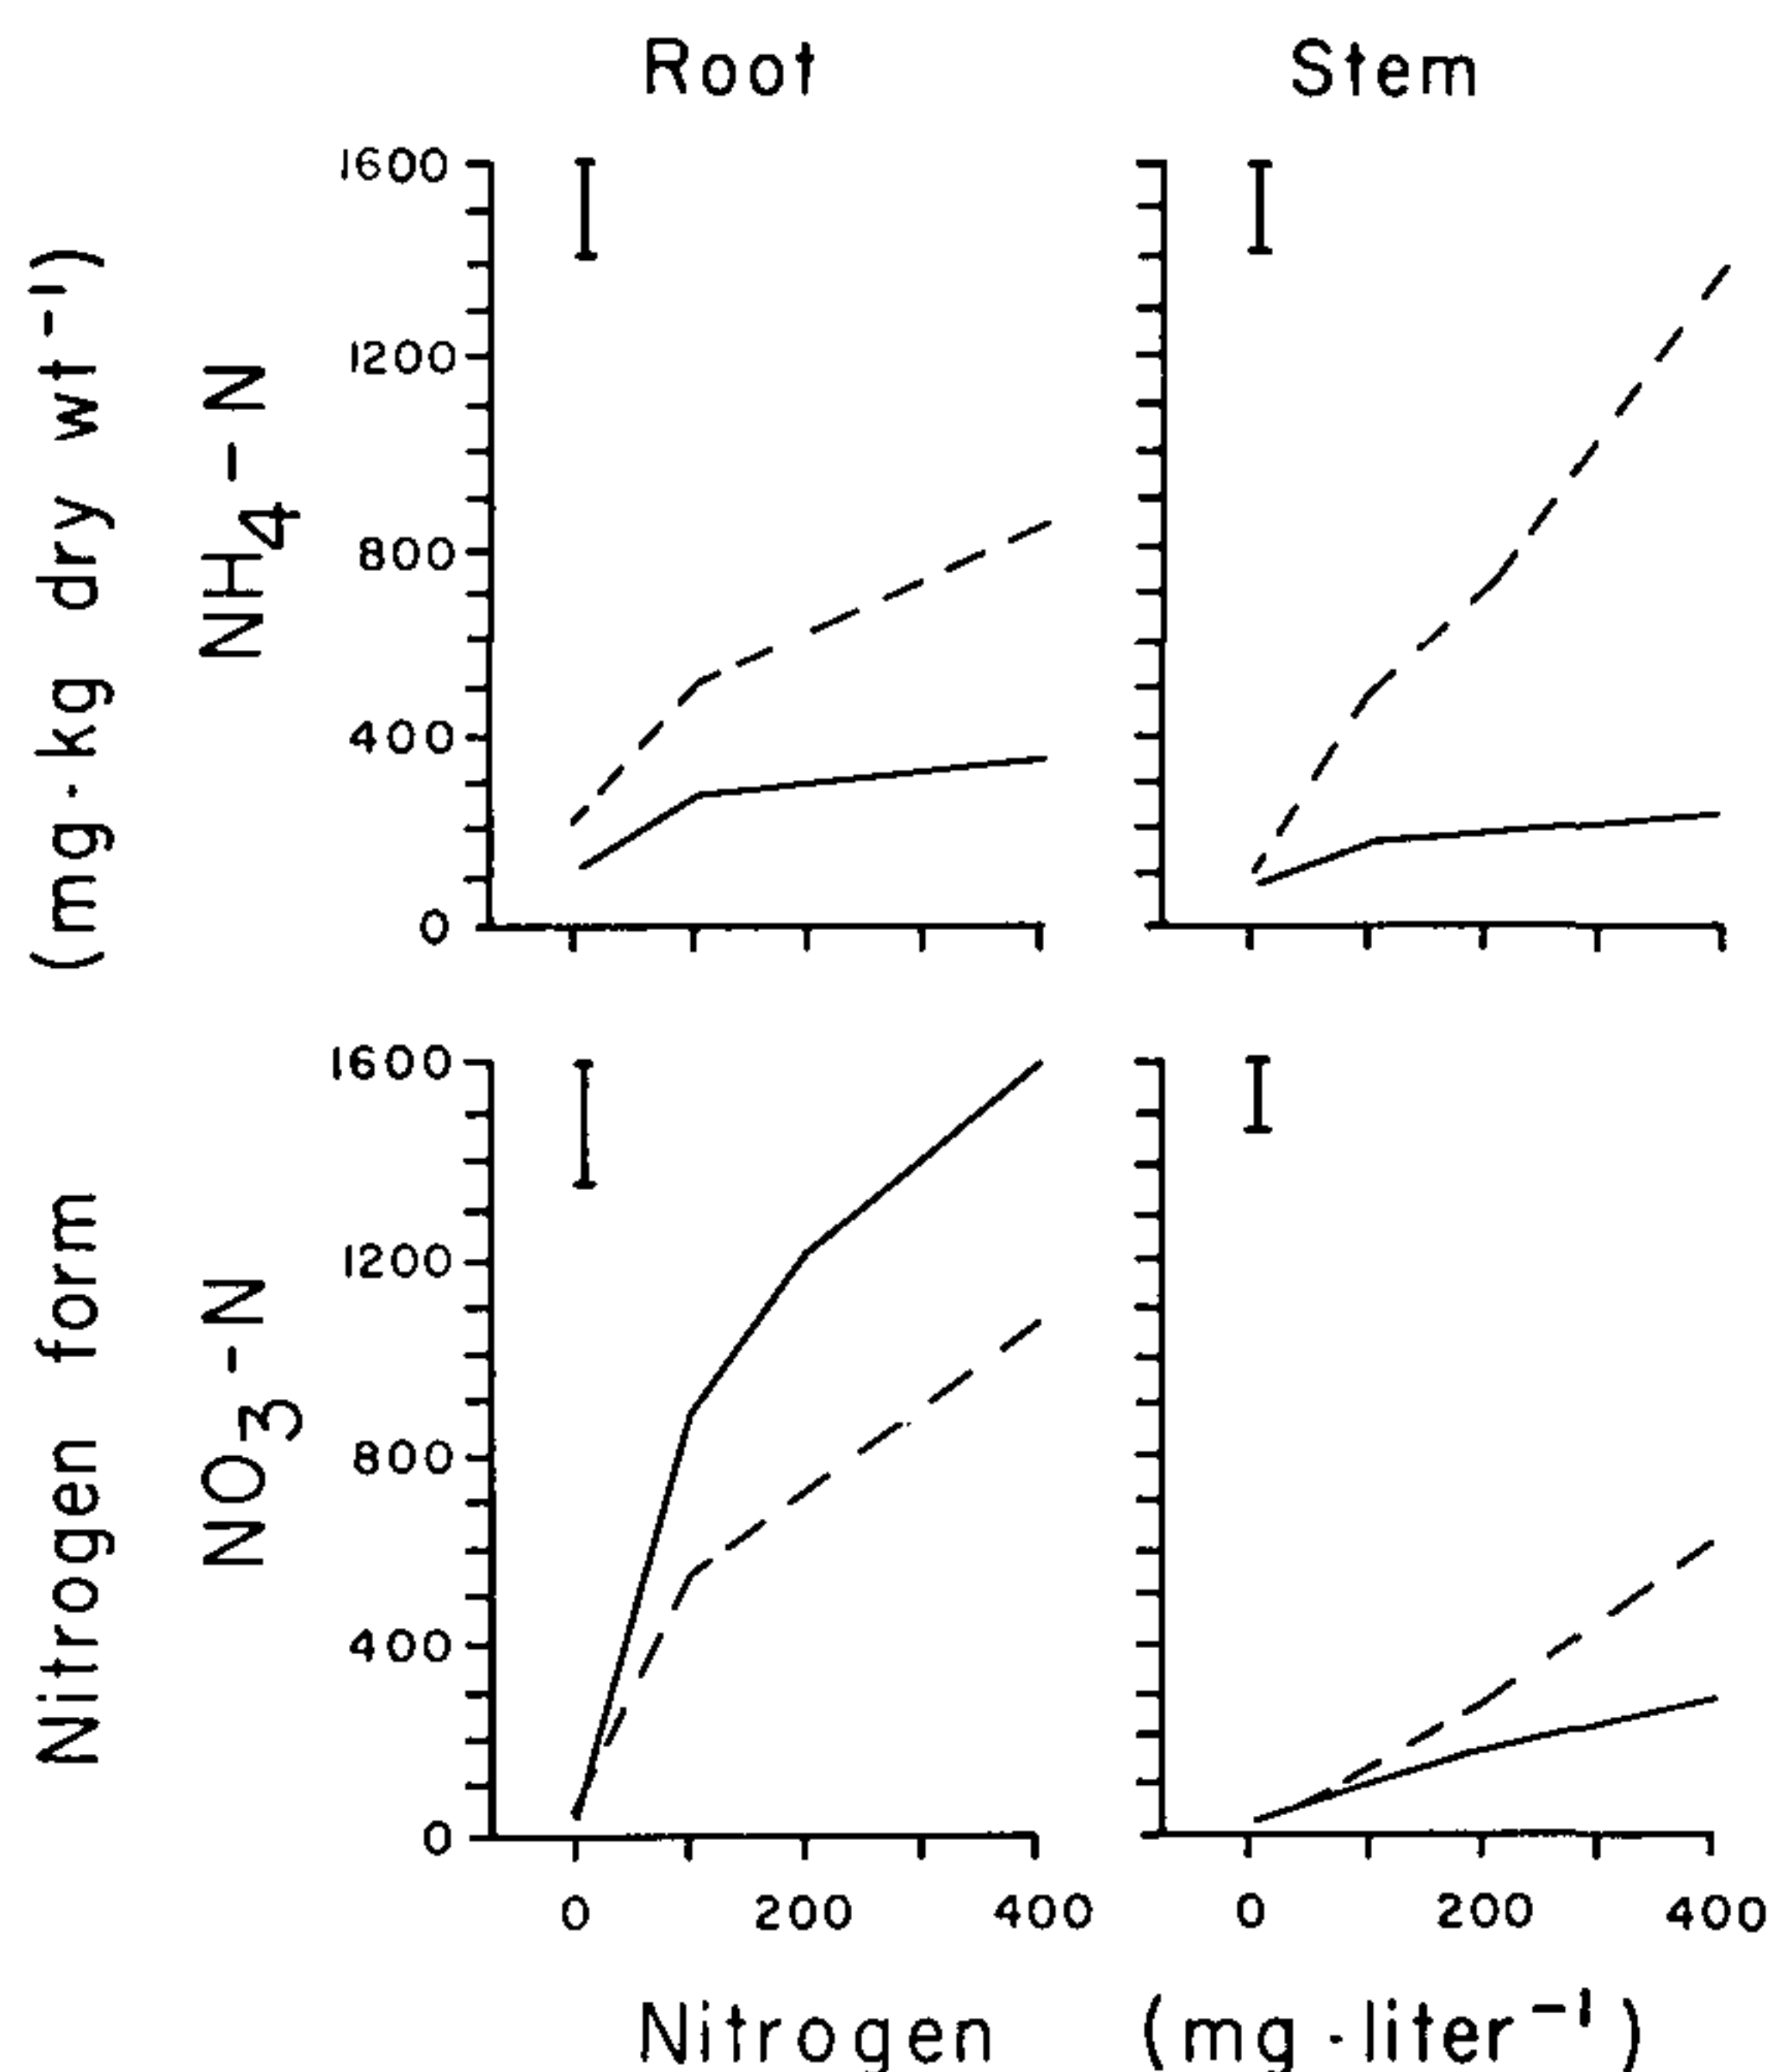 Root
Stem
1600
1200
800
400
0
1600
1200
800
400
0
0 200 400
0 200 400
Nitrogen (mg·liter⁻¹)
Nitrogen form (mg·kg dry wt⁻¹)
NH₄-N
NO₃-N